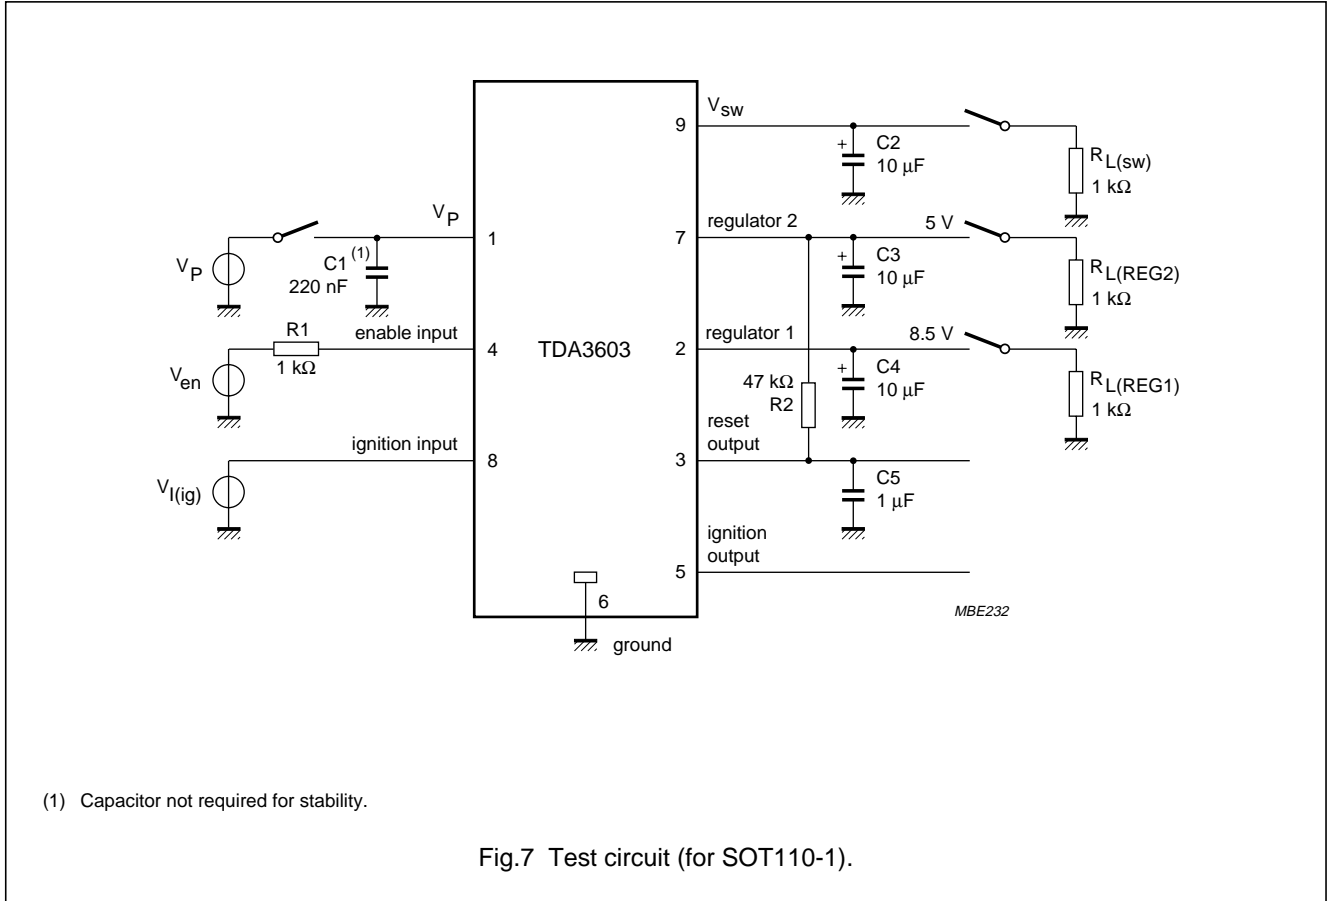 V_sw
9
C2
10 μF
+
R_L(sw)
1 kΩ
V_P
1
V_P
C1 (1)
220 nF
regulator 2
7
5 V
C3
10 μF
+
R_L(REG2)
1 kΩ
R1
1 kΩ
enable input
4
V_en
TDA3603
regulator 1
2
8.5 V
C4
10 μF
+
R_L(REG1)
1 kΩ
47 kΩ
R2
ignition input
8
V_I(ig)
reset
output
3
C5
1 μF
ignition
output
5
6
ground
MBE232
(1) Capacitor not required for stability.
Fig.7 Test circuit (for SOT110-1).